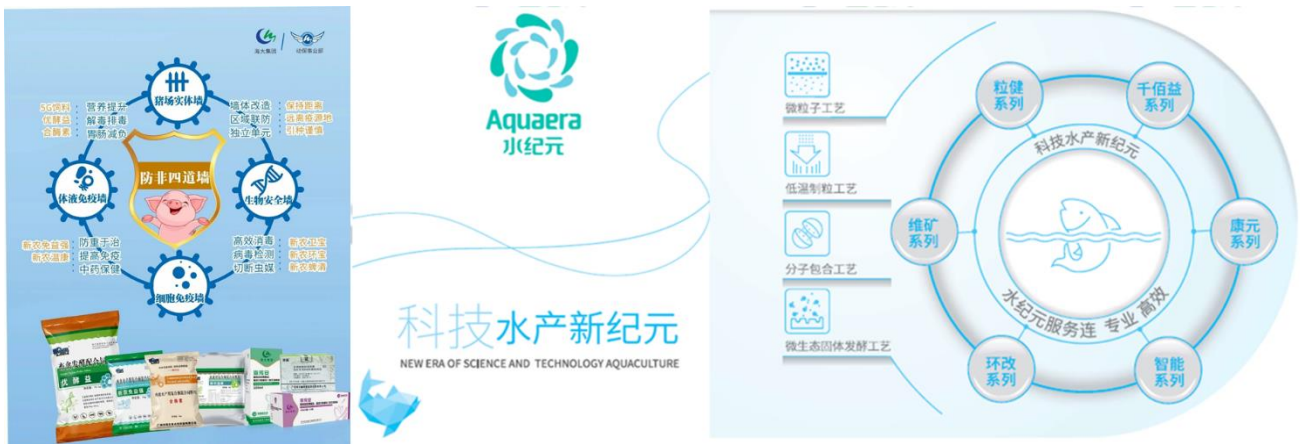 海大集团
动保事业部
猪场实体墙
5G饲料
优酵益
合酶素
营养提升
解毒排毒
胃肠减负
墙体改造
区域联防
独立单元
保持距离
远离疫源地
引种谨慎
防非四道墙
体液免疫墙
生物安全墙
新农免益强
新农温康
防重于治
提高免疫
中药保健
高效消毒
病毒检测
切断虫媒
新农卫宝
新农环宝
新农蜱清
细胞免疫墙
优酵益
Aquaera
水纪元
科技水产新纪元
NEW ERA OF SCIENCE AND TECHNOLOGY AQUACULTURE
微粒子工艺
低温制粒工艺
分子包合工艺
微生态固体发酵工艺
粒健
系列
千佰益
系列
科技水产新纪元
维矿
系列
康元
系列
水纪元服务连 专业 高效
环改
系列
智能
系列